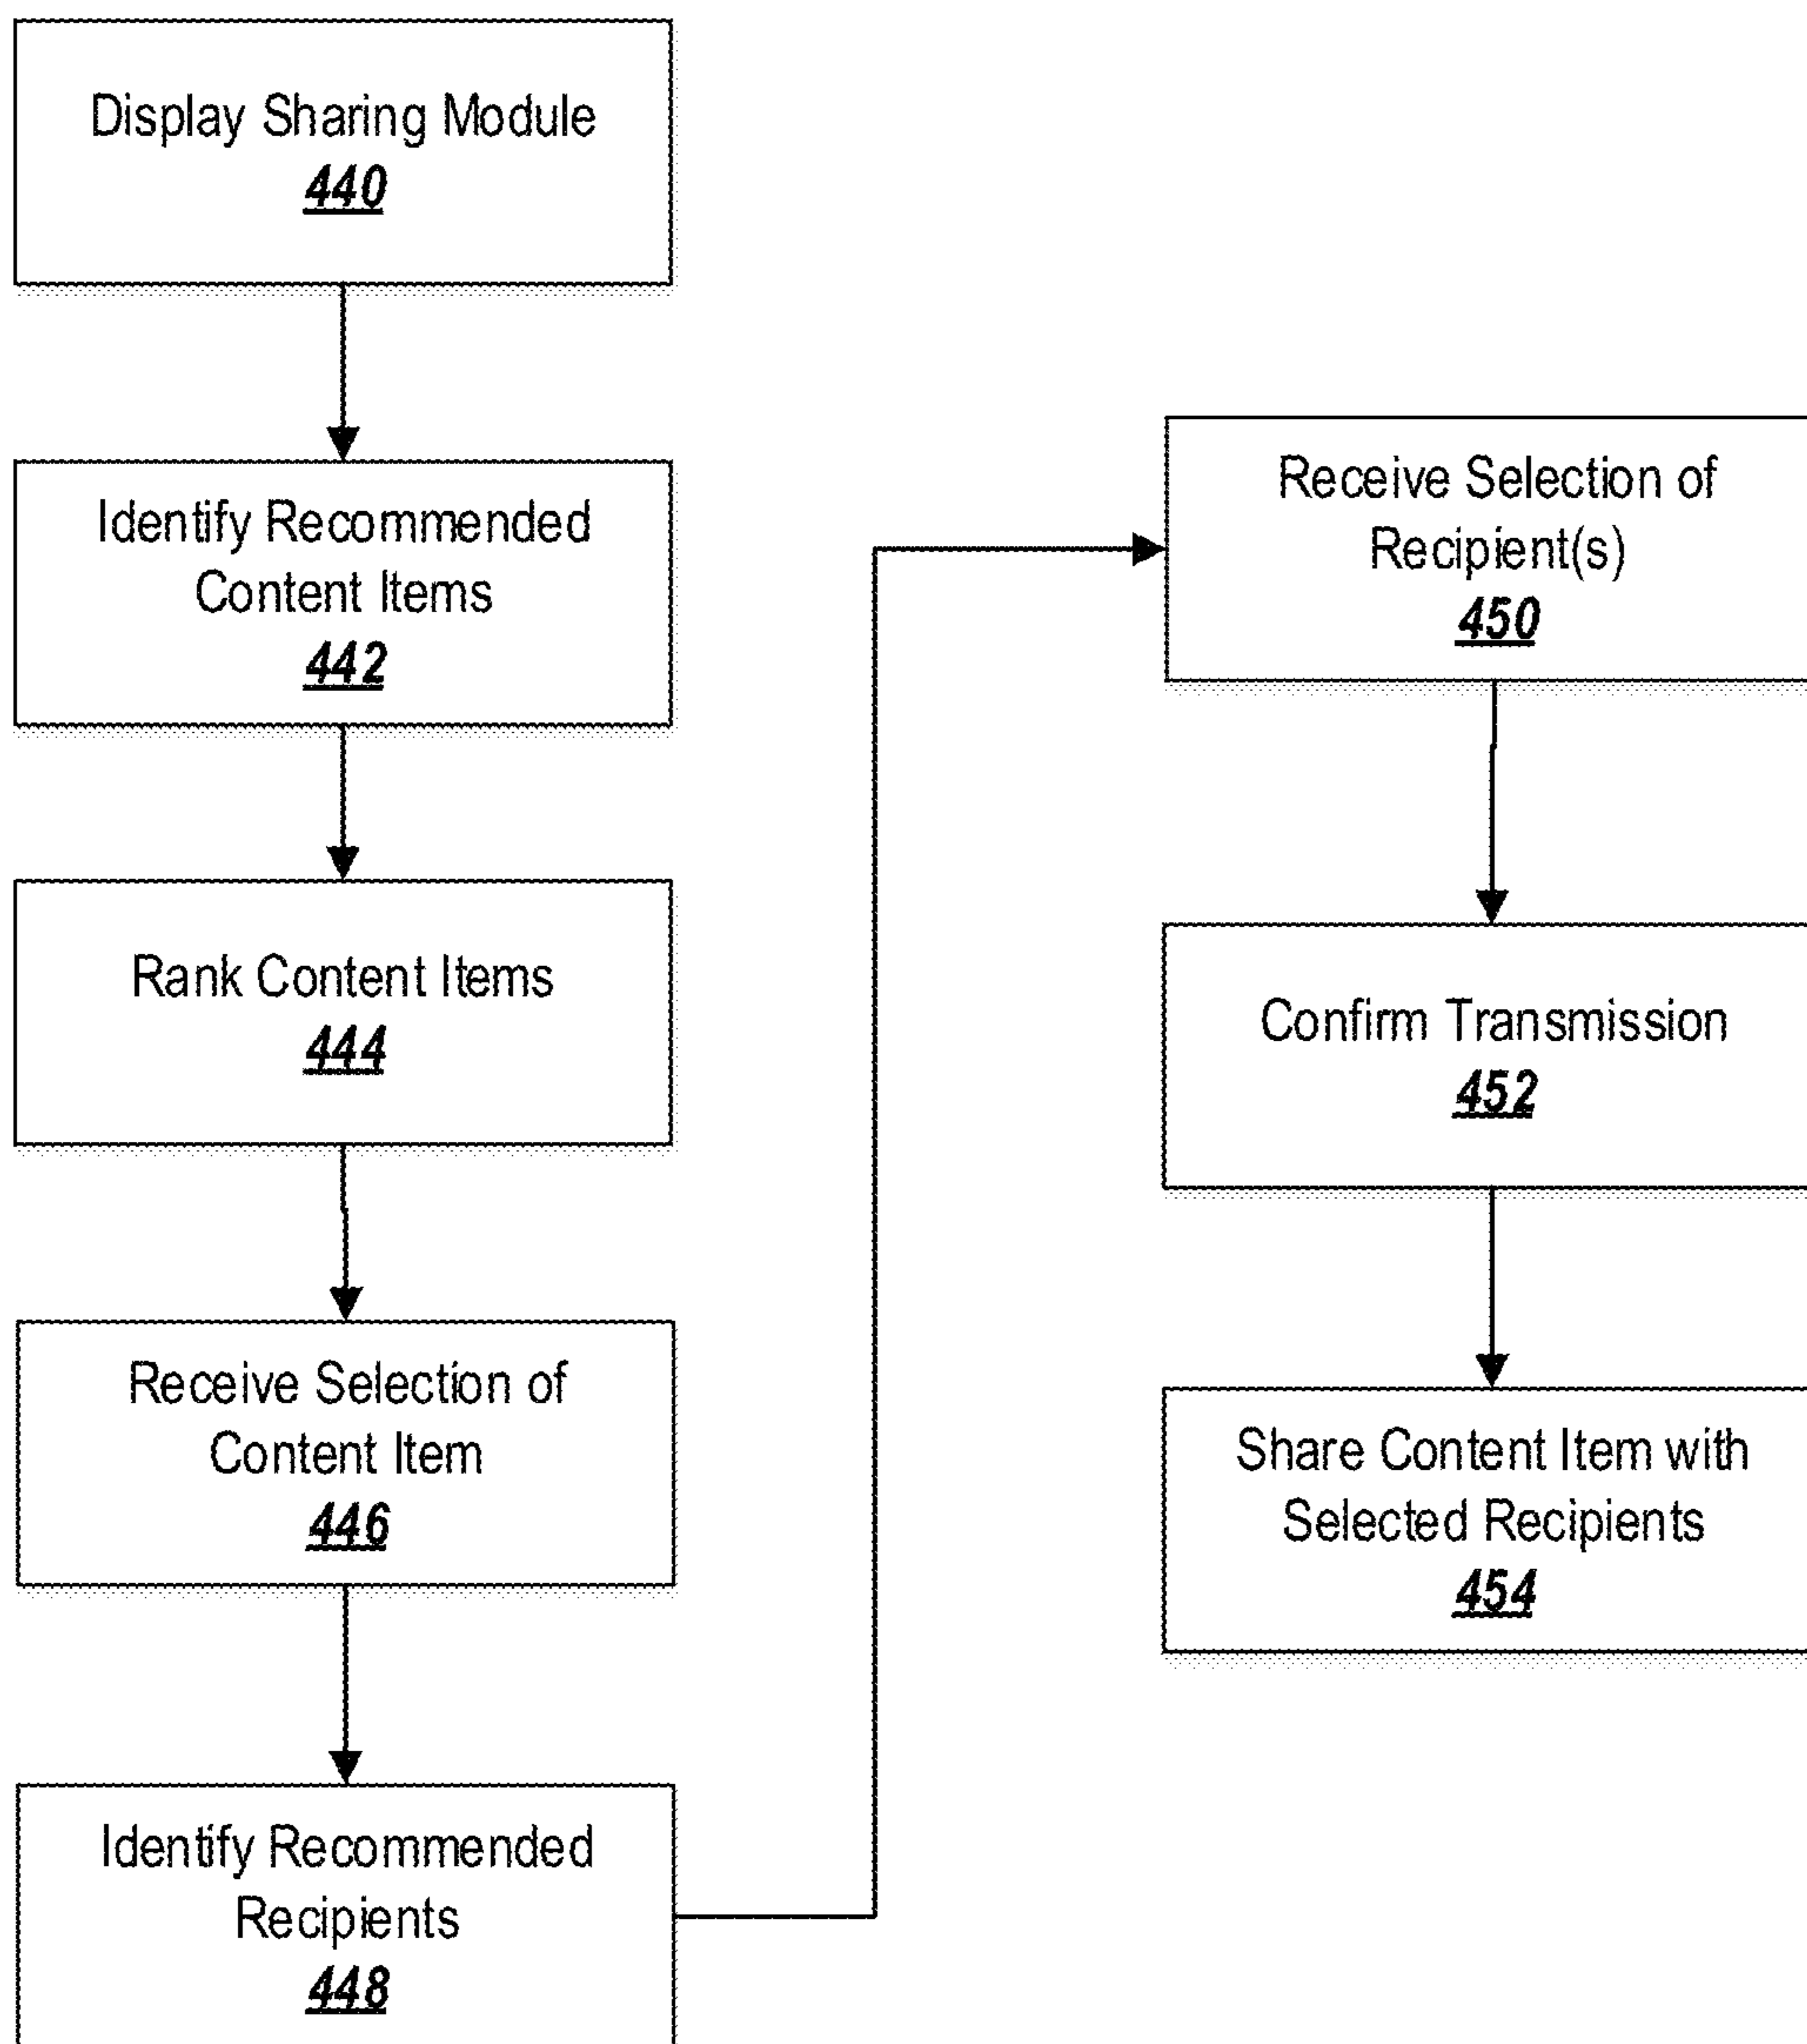 Display Sharing Module
440
Identify Recommended
Content Items
442
Rank Content Items
444
Receive Selection of
Content Item
446
Identify Recommended
Recipients
448
Receive Selection of
Recipient(s)
450
Confirm Transmission
452
Share Content Item with
Selected Recipients
454